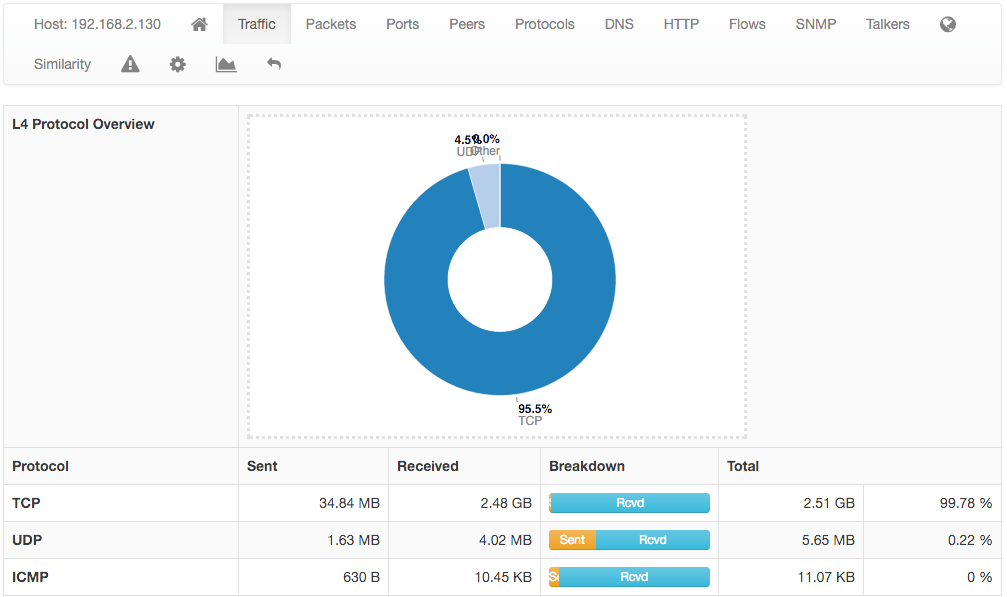 Host: 192.168.2.130 Traffic Packets Ports Peers Protocols DNS HTTP Flows SNMP Talkers
Similarity
L4 Protocol Overview
4.5% 0.0%
UDP Other
95.5%
TCP
Protocol Sent Received Breakdown Total
TCP 34.84 MB 2.48 GB Rcvd 2.51 GB 99.78 %
UDP 1.63 MB 4.02 MB Sent Rcvd 5.65 MB 0.22 %
ICMP 630 B 10.45 KB Rcvd 11.07 KB 0 %